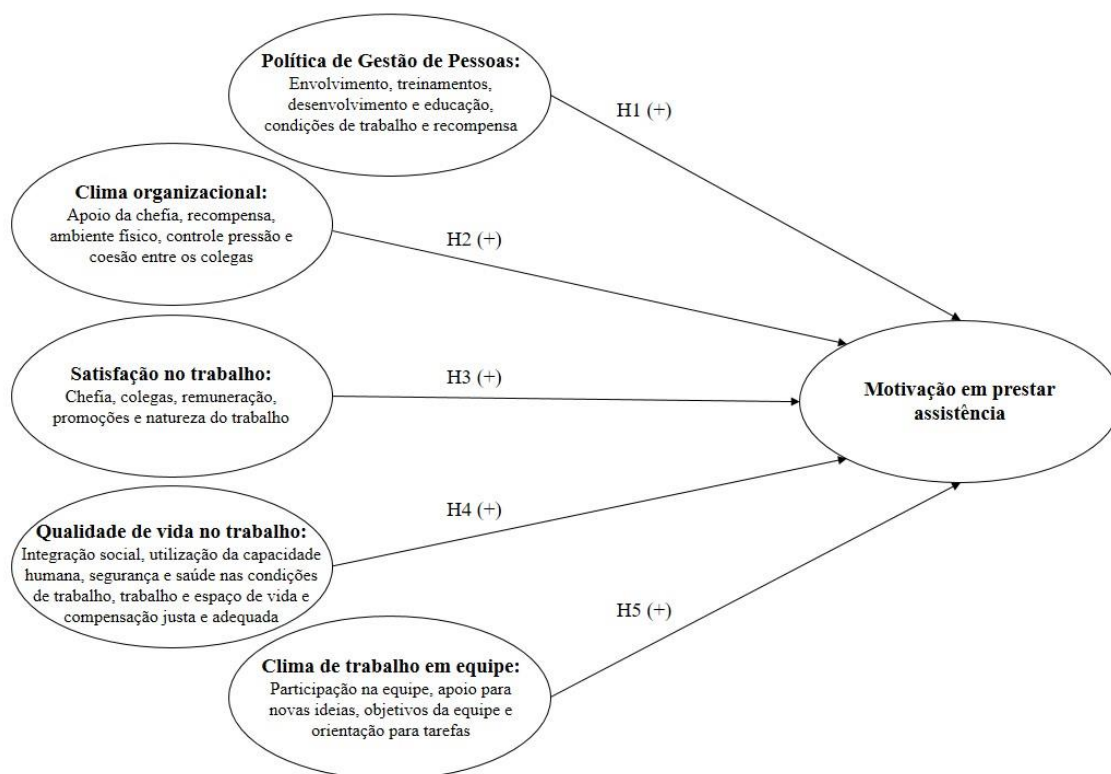 Política de Gestão de Pessoas:
Envolvimento, treinamentos,
desenvolvimento e educação,
condições de trabalho e recompensa
H1 (+)
Clima organizacional:
Apoio da chefia, recompensa,
ambiente físico, controle pressão e
coesão entre os colegas
H2 (+)
Satisfação no trabalho:
Chefia, colegas, remuneração,
promoções e natureza do trabalho
H3 (+)
Motivação em prestar
assistência
Qualidade de vida no trabalho:
Integração social, utilização da capacidade
humana, segurança e saúde nas condições
de trabalho, trabalho e espaço de vida e
compensação justa e adequada
H4 (+)
Clima de trabalho em equipe:
Participação na equipe, apoio para
novas ideias, objetivos da equipe e
orientação para tarefas
H5 (+)